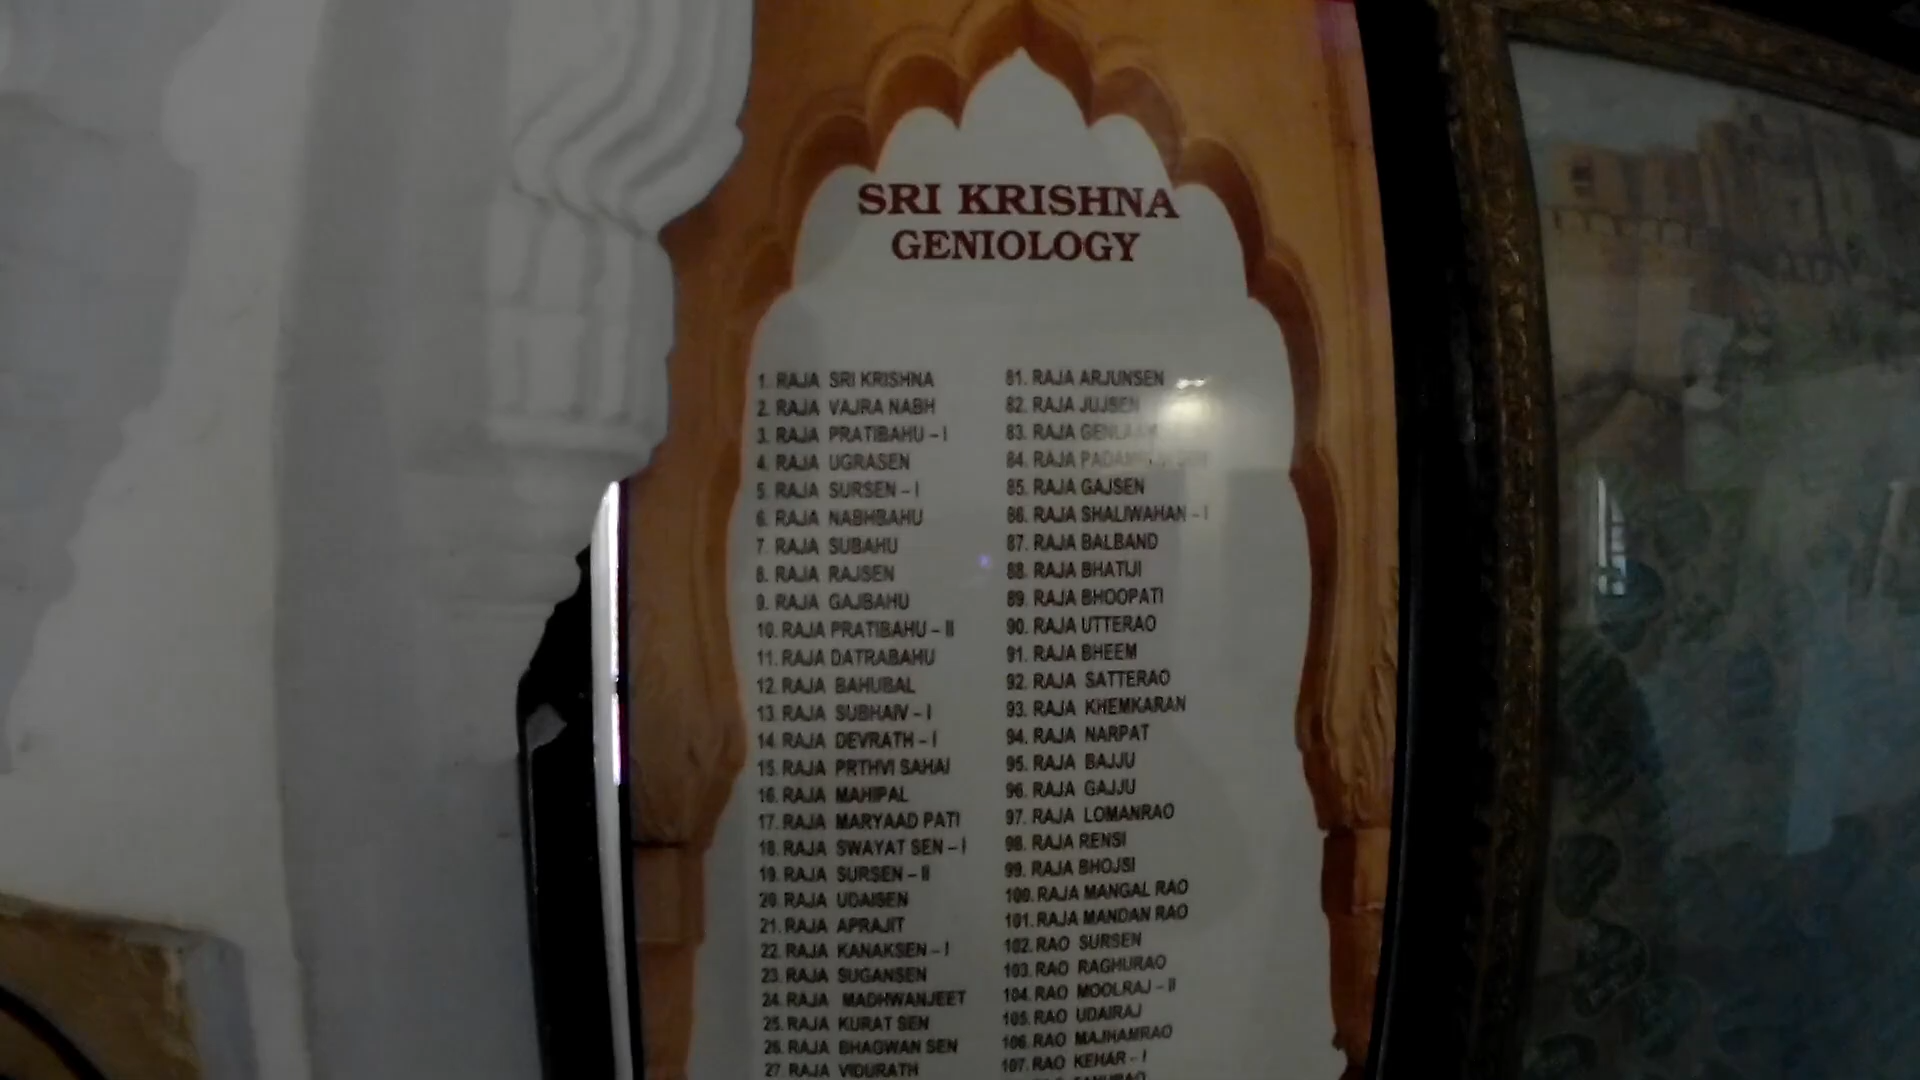 SRI KRISHNA
GENIOLOGY
1. RAJA SRI KRISHNA
2. RAJA VAJRA NABH
3. RAJA PRATIBAHU – I
4. RAJA UGRASEN
5. RAJA SURSEN – I
6. RAJA NABHBAHU
7. RAJA SUBAHU
8. RAJA RAJSEN
9. RAJA GAJBAHU
10. RAJA PRATIBAHU – II
11. RAJA DATRABAHU
12. RAJA BAHUBAL
13. RAJA SUBHAIV – I
14. RAJA DEVRATH – I
15. RAJA PRTHVI SAHAI
16. RAJA MAHIPAL
17. RAJA MARYAAD PATI
18. RAJA SWAYAT SEN – I
19. RAJA SURSEN – II
20. RAJA UDAISEN
21. RAJA APRAJIT
22. RAJA KANAKSEN – I
23. RAJA SUGANSEN
24. RAJA MADHWANJEET
25. RAJA KURAT SEN
26. RAJA BHAGWAN SEN
27. RAJA VIDURATH
81. RAJA ARJUNSEN
82. RAJA JUJSEN
83. RAJA
84. RAJA
85. RAJA GAJSEN
86. RAJA SHALIWAHAN – I
87. RAJA BALBAND
88. RAJA BHATIJI
89. RAJA BHOOPATI
90. RAJA UTTERAO
91. RAJA BHEEM
92. RAJA SATTERAO
93. RAJA KHEMKARAN
94. RAJA NARPAT
95. RAJA BAJJU
96. RAJA GAJJU
97. RAJA LOMANRAO
98. RAJA RENSI
99. RAJA BHOJSI
100. RAJA MANGAL RAO
101. RAJA MANDAN RAO
102. RAO SURSEN
103. RAO RAGHURAO
104. RAO MOOLRAJ – II
105. RAO UDAIRAJ
106. RAO MAJHAMRAO
107. RAO KEHAR – I